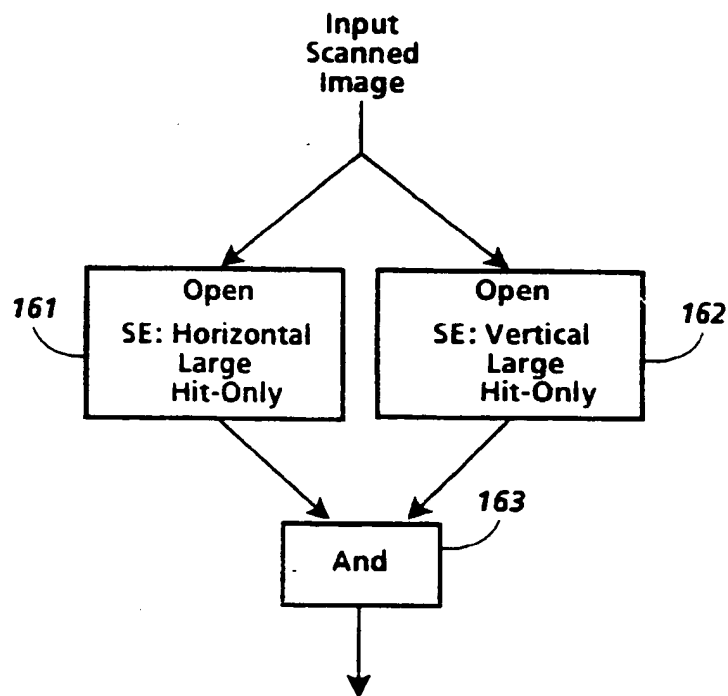 Input
Scanned
Image
161
Open
SE: Horizontal
Large
Hit-Only
Open
SE: Vertical
Large
Hit-Only
162
163
And